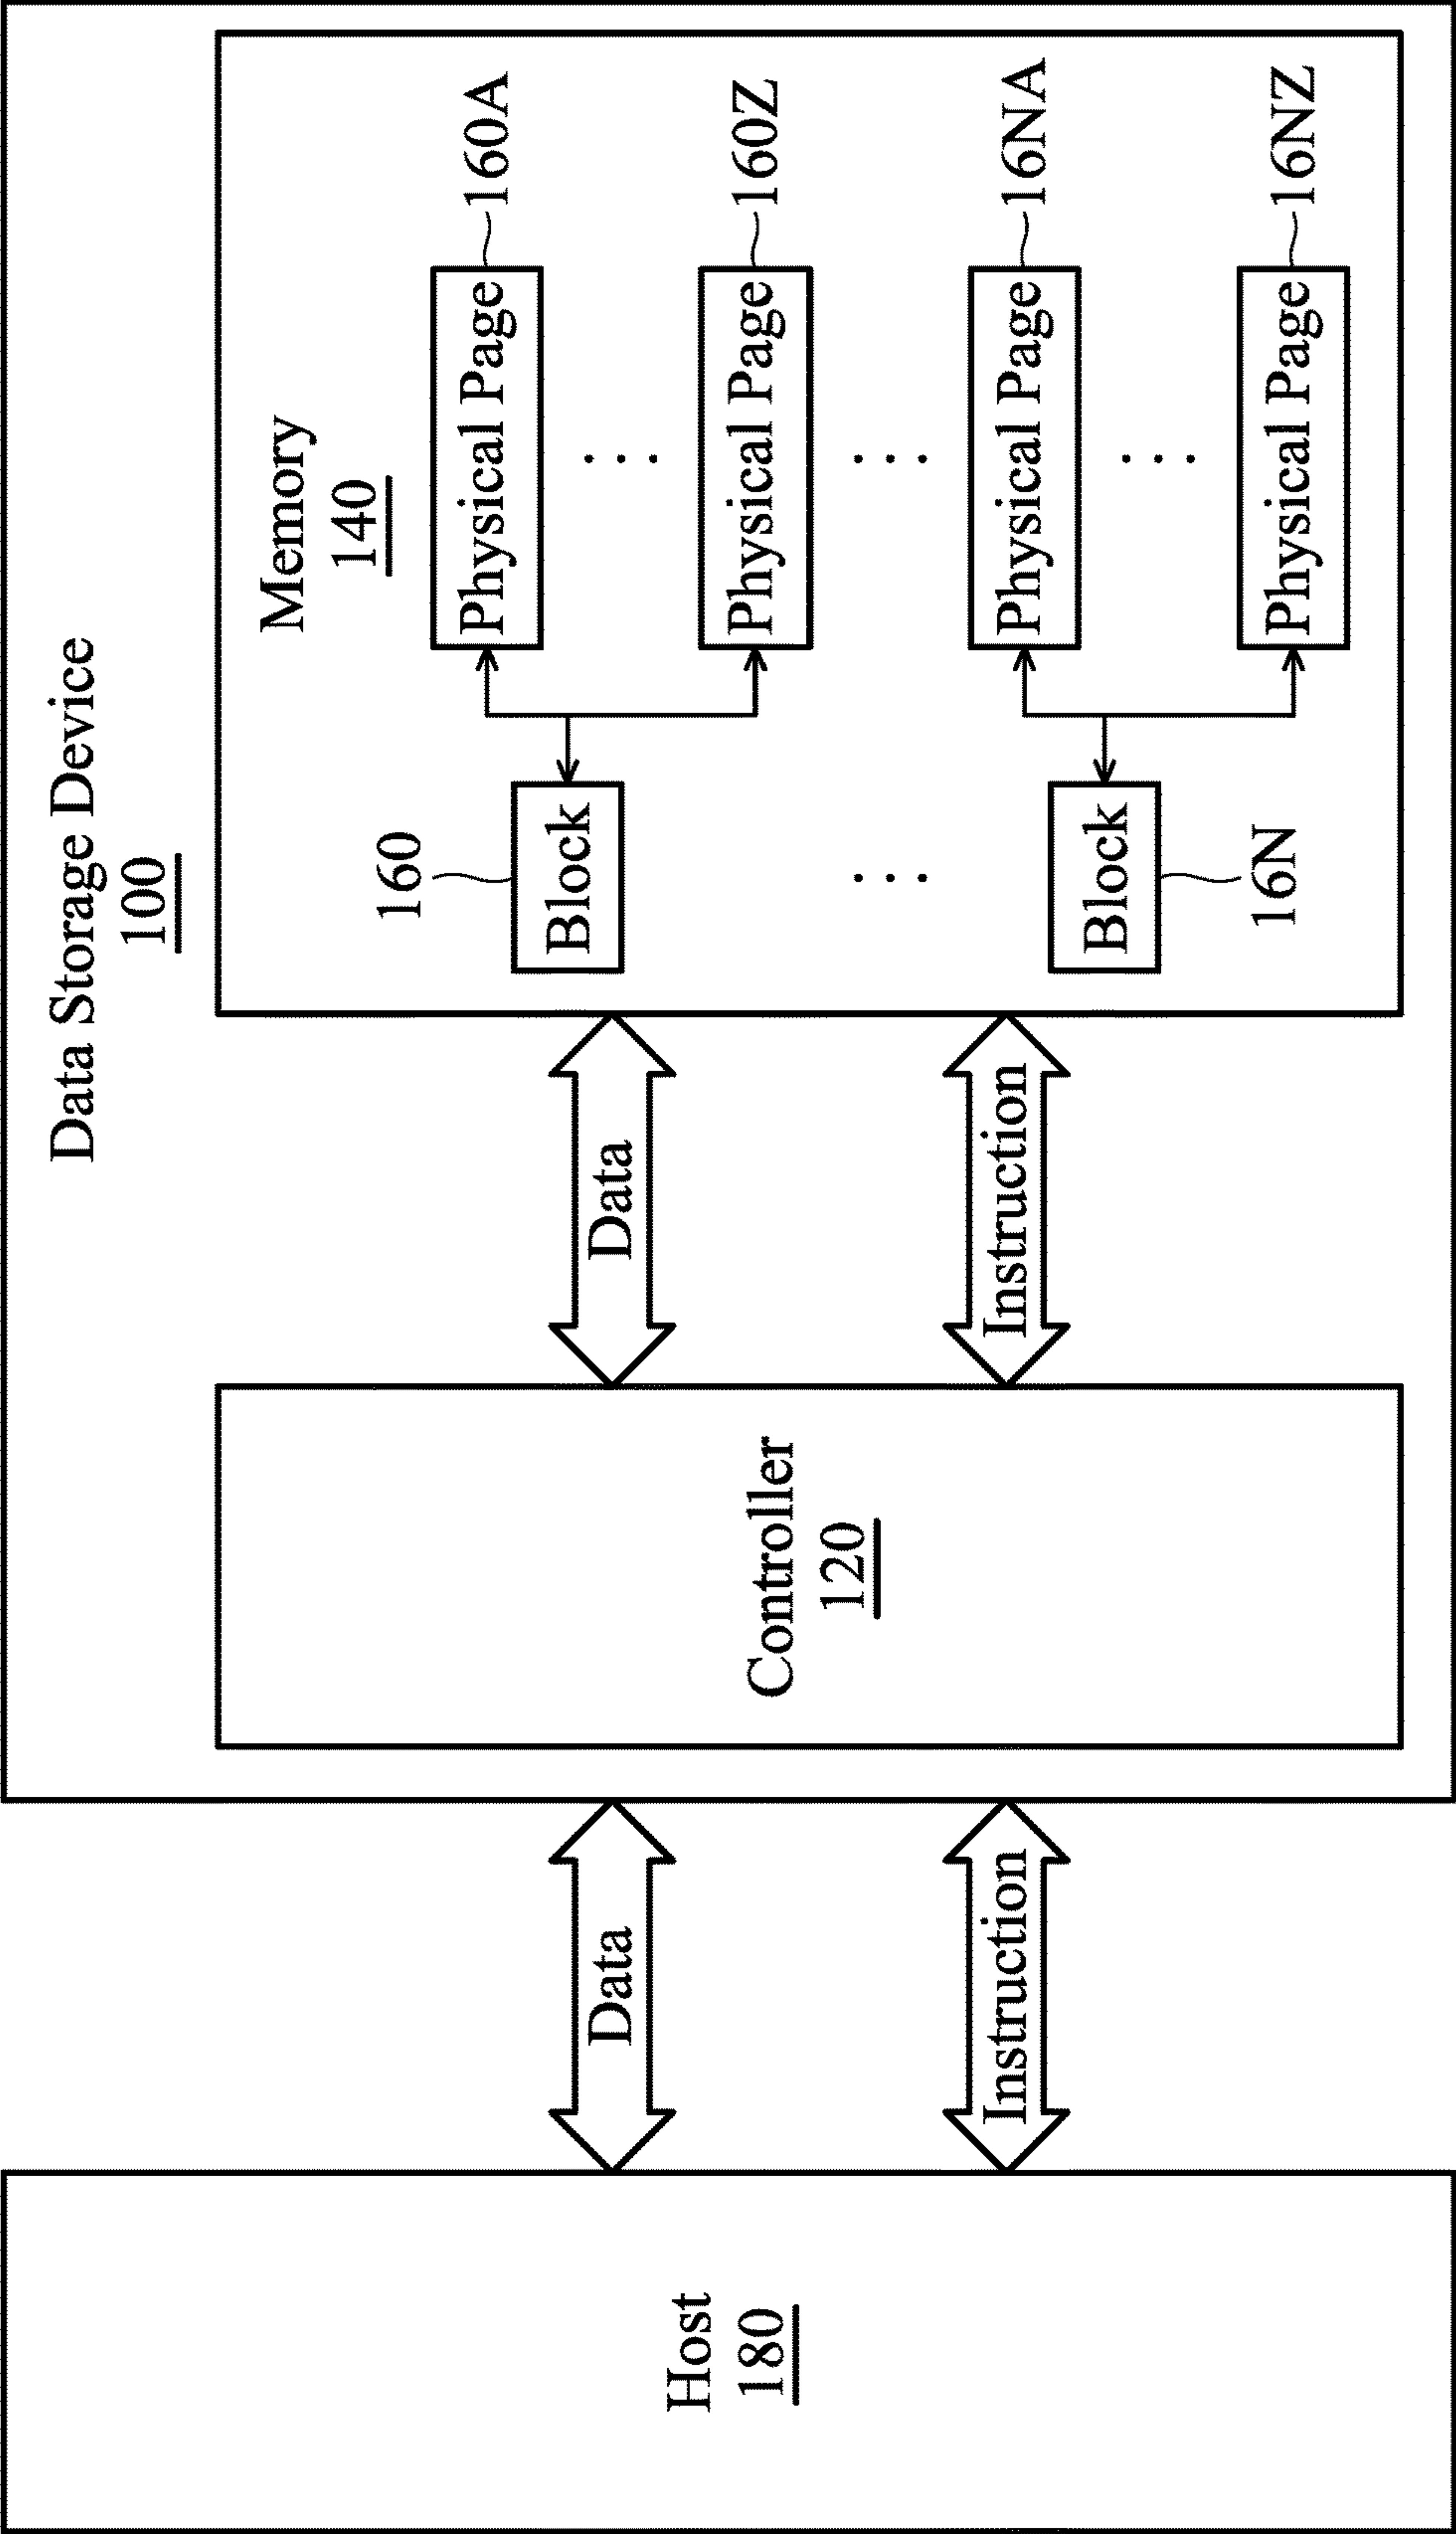 Data Storage Device
100
Host
180
Data
Instruction
Controller
120
Data
Instruction
Memory
140
160
Block
Physical Page
160A
. . .
Physical Page
160Z
. . .
. . .
Block
16N
Physical Page
16NA
. . .
Physical Page
16NZ